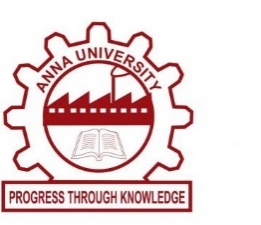 ANNA UNIVERSITY
PROGRESS THROUGH KNOWLEDGE